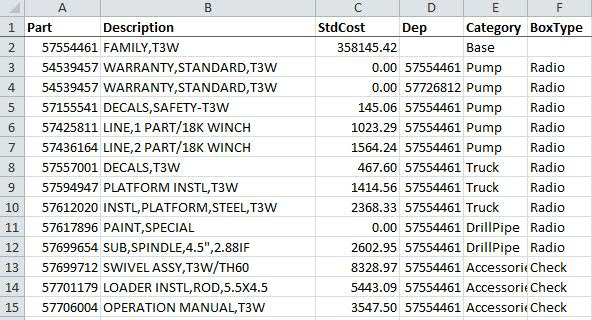 A B C D E F
1 Part Description StdCost Dep Category BoxType
2 57554461 FAMILY,T3W 358145.42 Base
3 54539457 WARRANTY,STANDARD,T3W 0.00 57554461 Pump Radio
4 54539457 WARRANTY,STANDARD,T3W 0.00 57726812 Pump Radio
5 57155541 DECALS,SAFETY-T3W 145.06 57554461 Pump Radio
6 57425811 LINE,1 PART/18K WINCH 1023.29 57554461 Pump Radio
7 57436164 LINE,2 PART/18K WINCH 1564.24 57554461 Pump Radio
8 57557001 DECALS,T3W 467.60 57554461 Truck Radio
9 57594947 PLATFORM INSTL,T3W 1414.56 57554461 Truck Radio
10 57612020 INSTL,PLATFORM,STEEL,T3W 2368.33 57554461 Truck Radio
11 57617896 PAINT,SPECIAL 0.00 57554461 DrillPipe Radio
12 57699654 SUB,SPINDLE,4.5",2.88IF 2602.95 57554461 DrillPipe Radio
13 57699712 SWIVEL ASSY,T3W/TH60 8328.97 57554461 Accessorie Check
14 57701179 LOADER INSTL,ROD,5.5X4.5 5443.09 57554461 Accessorie Check
15 57706004 OPERATION MANUAL,T3W 3547.50 57554461 Accessorie Check